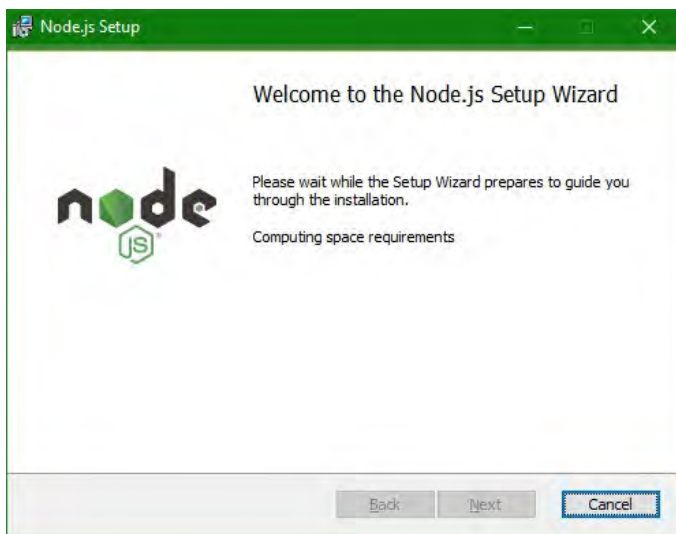 Node.js Setup
Welcome to the Node.js Setup Wizard
node
JS
Please wait while the Setup Wizard prepares to guide you
through the installation.
Computing space requirements
Back
Next
Cancel